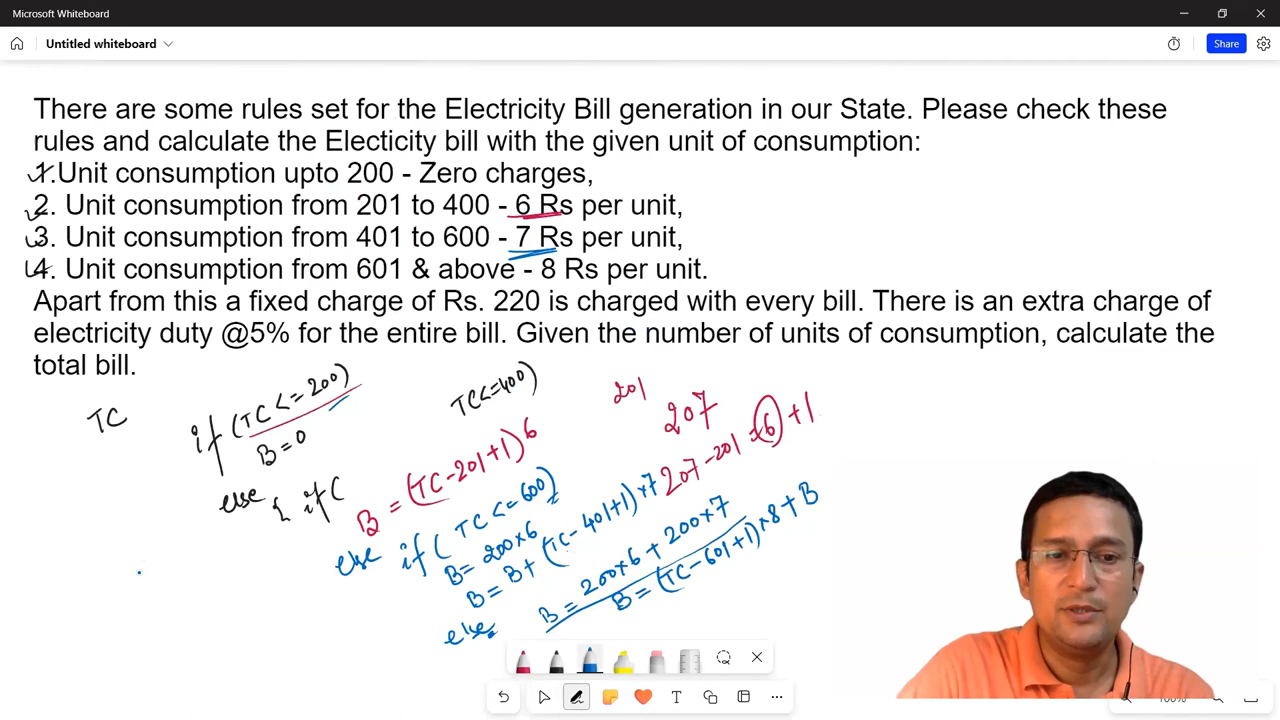 Microsoft Whiteboard
Untitled whiteboard
Share
There are some rules set for the Electricity Bill generation in our State. Please check these
rules and calculate the Electicity bill with the given unit of consumption:
1.Unit consumption upto 200 - Zero charges,
2. Unit consumption from 201 to 400 - 6 Rs per unit,
3. Unit consumption from 401 to 600 - 7 Rs per unit,
4. Unit consumption from 601 & above - 8 Rs per unit.
Apart from this a fixed charge of Rs. 220 is charged with every bill. There is an extra charge of
electricity duty @5% for the entire bill. Given the number of units of consumption, calculate the
total bill.
TC
if (TC <= 200)
B=0
TC<=400)
201
207
207-201 ×6 +1
else { if(
B = (TC-201+1)6
else if( TC<=600)
B= 200×6
B= B+ (TC-401+1)×7
else
B= 200×6 + 200×7
B= (TC-601+1)×8+B